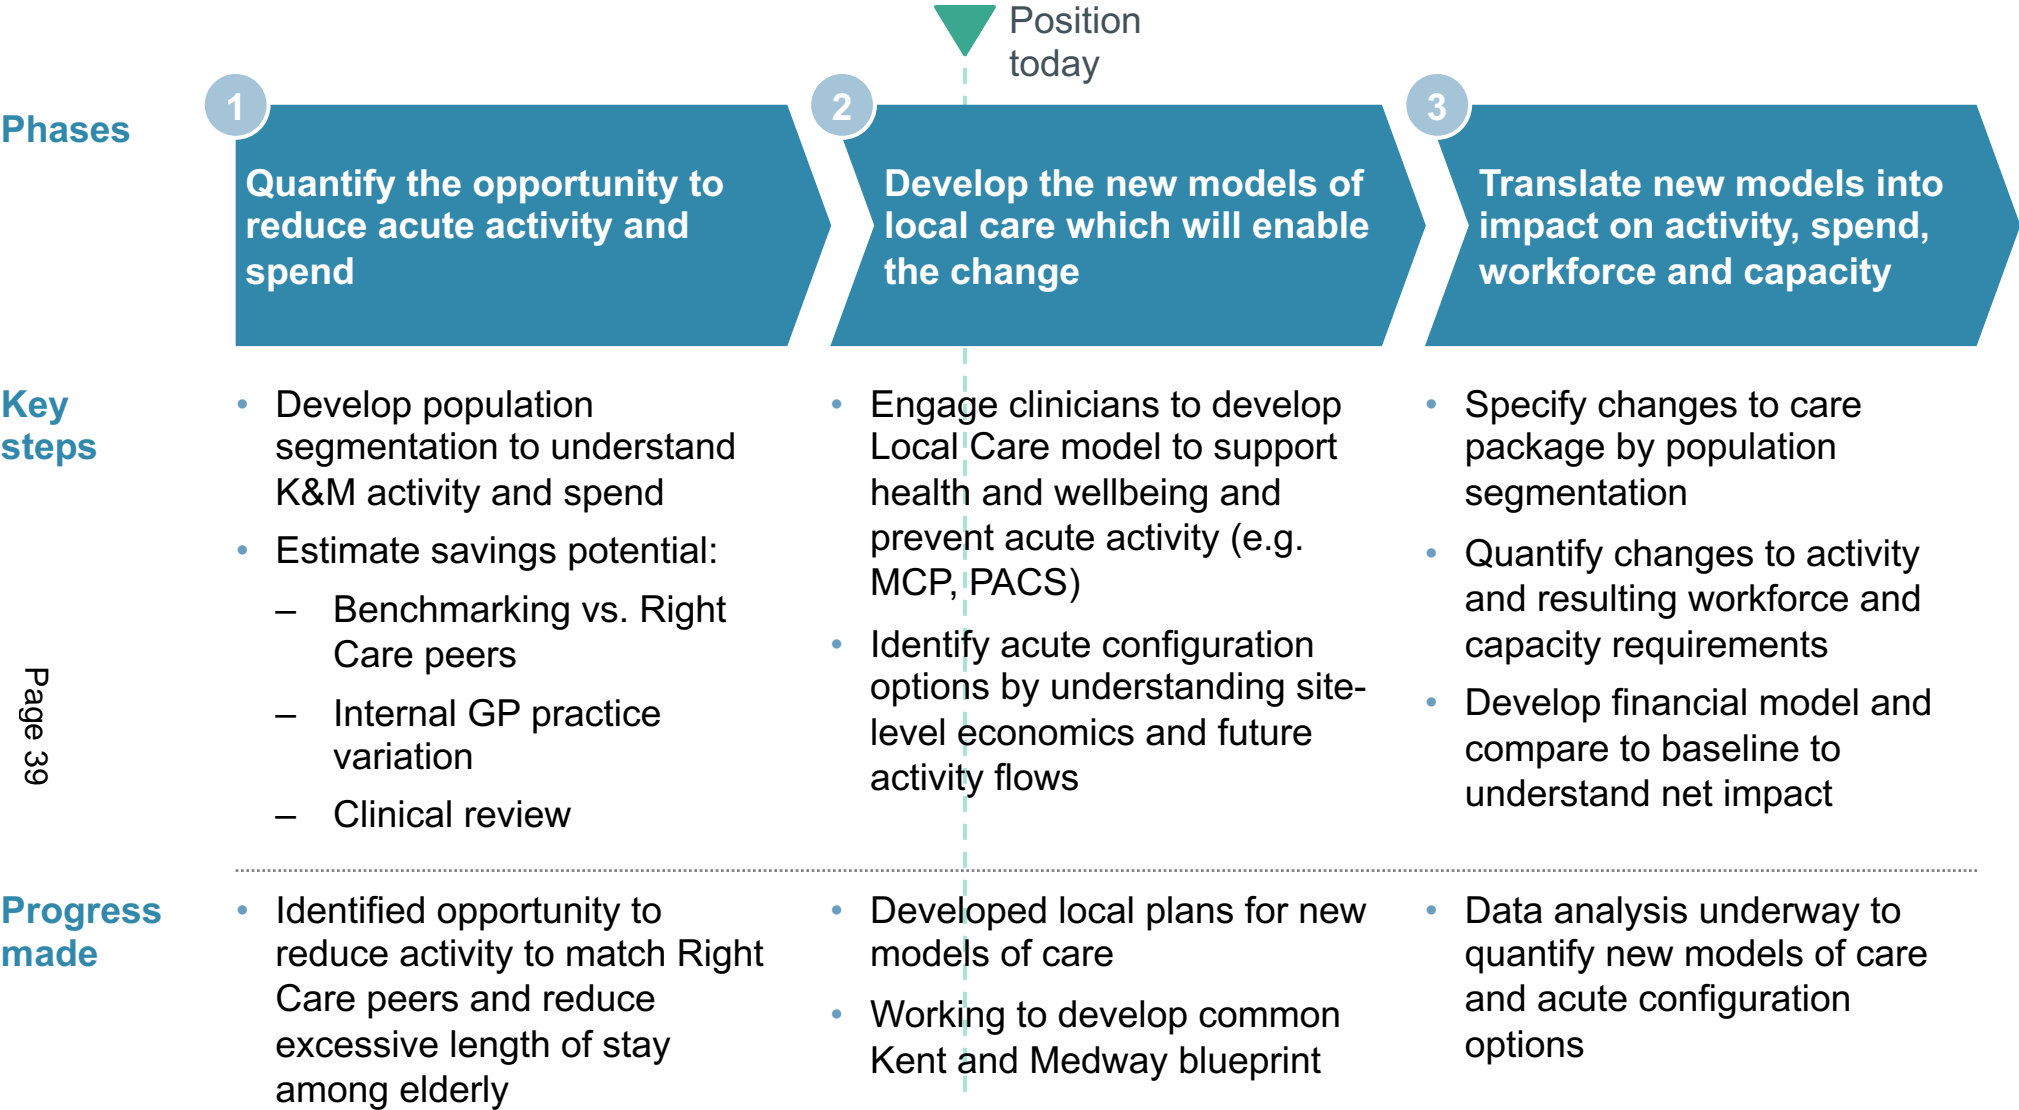 Position
today
Phases
1
Quantify the opportunity to
reduce acute activity and
spend
2
Develop the new models of
local care which will enable
the change
3
Translate new models into
impact on activity, spend,
workforce and capacity
Key
steps
• Develop population
segmentation to understand
K&M activity and spend
• Estimate savings potential:
– Benchmarking vs. Right
Care peers
– Internal GP practice
variation
– Clinical review
• Engage clinicians to develop
Local Care model to support
health and wellbeing and
prevent acute activity (e.g.
MCP, PACS)
• Identify acute configuration
options by understanding site-
level economics and future
activity flows
• Specify changes to care
package by population
segmentation
• Quantify changes to activity
and resulting workforce and
capacity requirements
• Develop financial model and
compare to baseline to
understand net impact
Page 39
Progress
made
• Identified opportunity to
reduce activity to match Right
Care peers and reduce
excessive length of stay
among elderly
• Developed local plans for new
models of care
• Working to develop common
Kent and Medway blueprint
• Data analysis underway to
quantify new models of care
and acute configuration
options